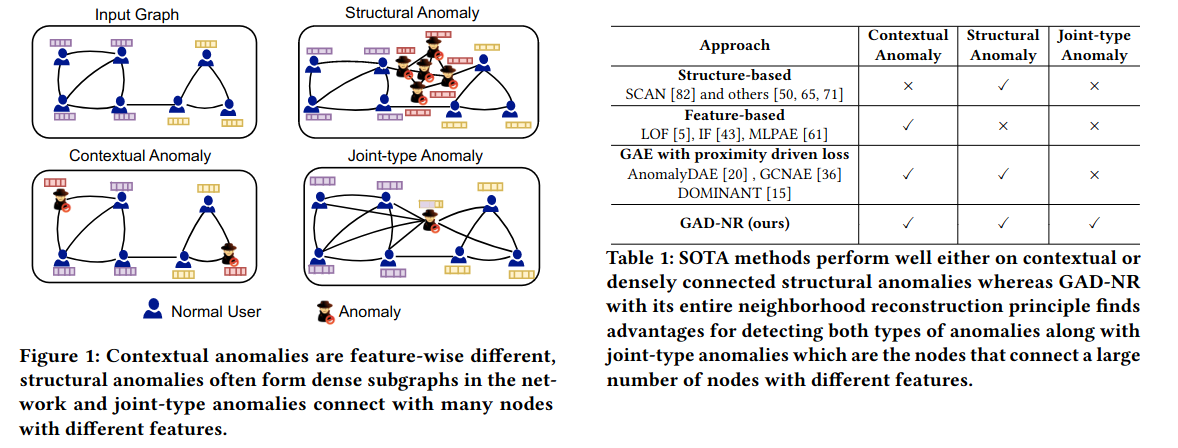 Input Graph
Structural Anomaly
Contextual Anomaly
Joint-type Anomaly
Normal User
Anomaly
Figure 1: Contextual anomalies are feature-wise different,
structural anomalies often form dense subgraphs in the net-
work and joint-type anomalies connect with many nodes
with different features.
Approach
Contextual
Anomaly
Structural
Anomaly
Joint-type
Anomaly
Structure-based
SCAN [82] and others [50, 65, 71]
× ✓ ×
Feature-based
LOF [5], IF [43], MLPAE [61]
✓ × ×
GAE with proximity driven loss
AnomalyDAE [20] , GCNAE [36]
DOMINANT [15]
✓ ✓ ×
GAD-NR (ours) ✓ ✓ ✓
Table 1: SOTA methods perform well either on contextual or
densely connected structural anomalies whereas GAD-NR
with its entire neighborhood reconstruction principle finds
advantages for detecting both types of anomalies along with
joint-type anomalies which are the nodes that connect a large
number of nodes with different features.